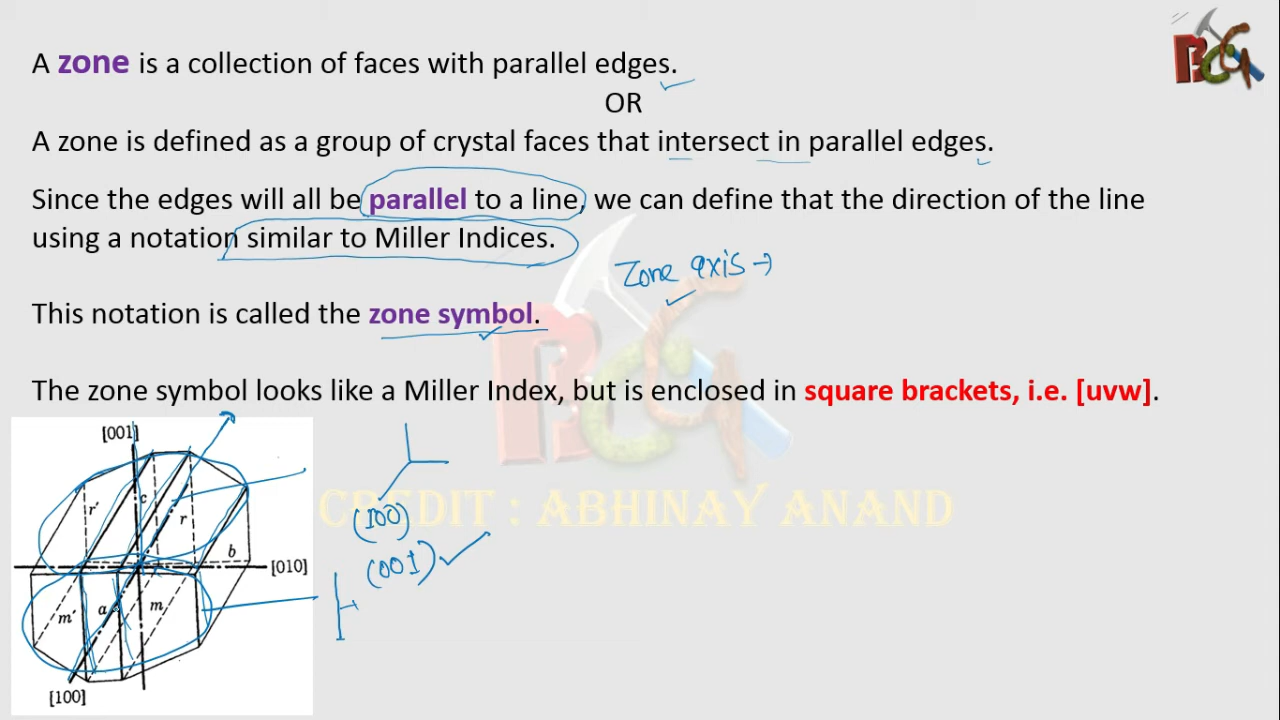 BCG
A zone is a collection of faces with parallel edges.
OR
A zone is defined as a group of crystal faces that intersect in parallel edges.
Since the edges will all be parallel to a line, we can define that the direction of the line
using a notation similar to Miller Indices.
Zone axis →
This notation is called the zone symbol.
The zone symbol looks like a Miller Index, but is enclosed in square brackets, i.e. [uvw].
BCG
CREDIT : ABHINAY ANAND
[001]
c
r' r
b
[010]
m' a m
[100]
(100)
(001)